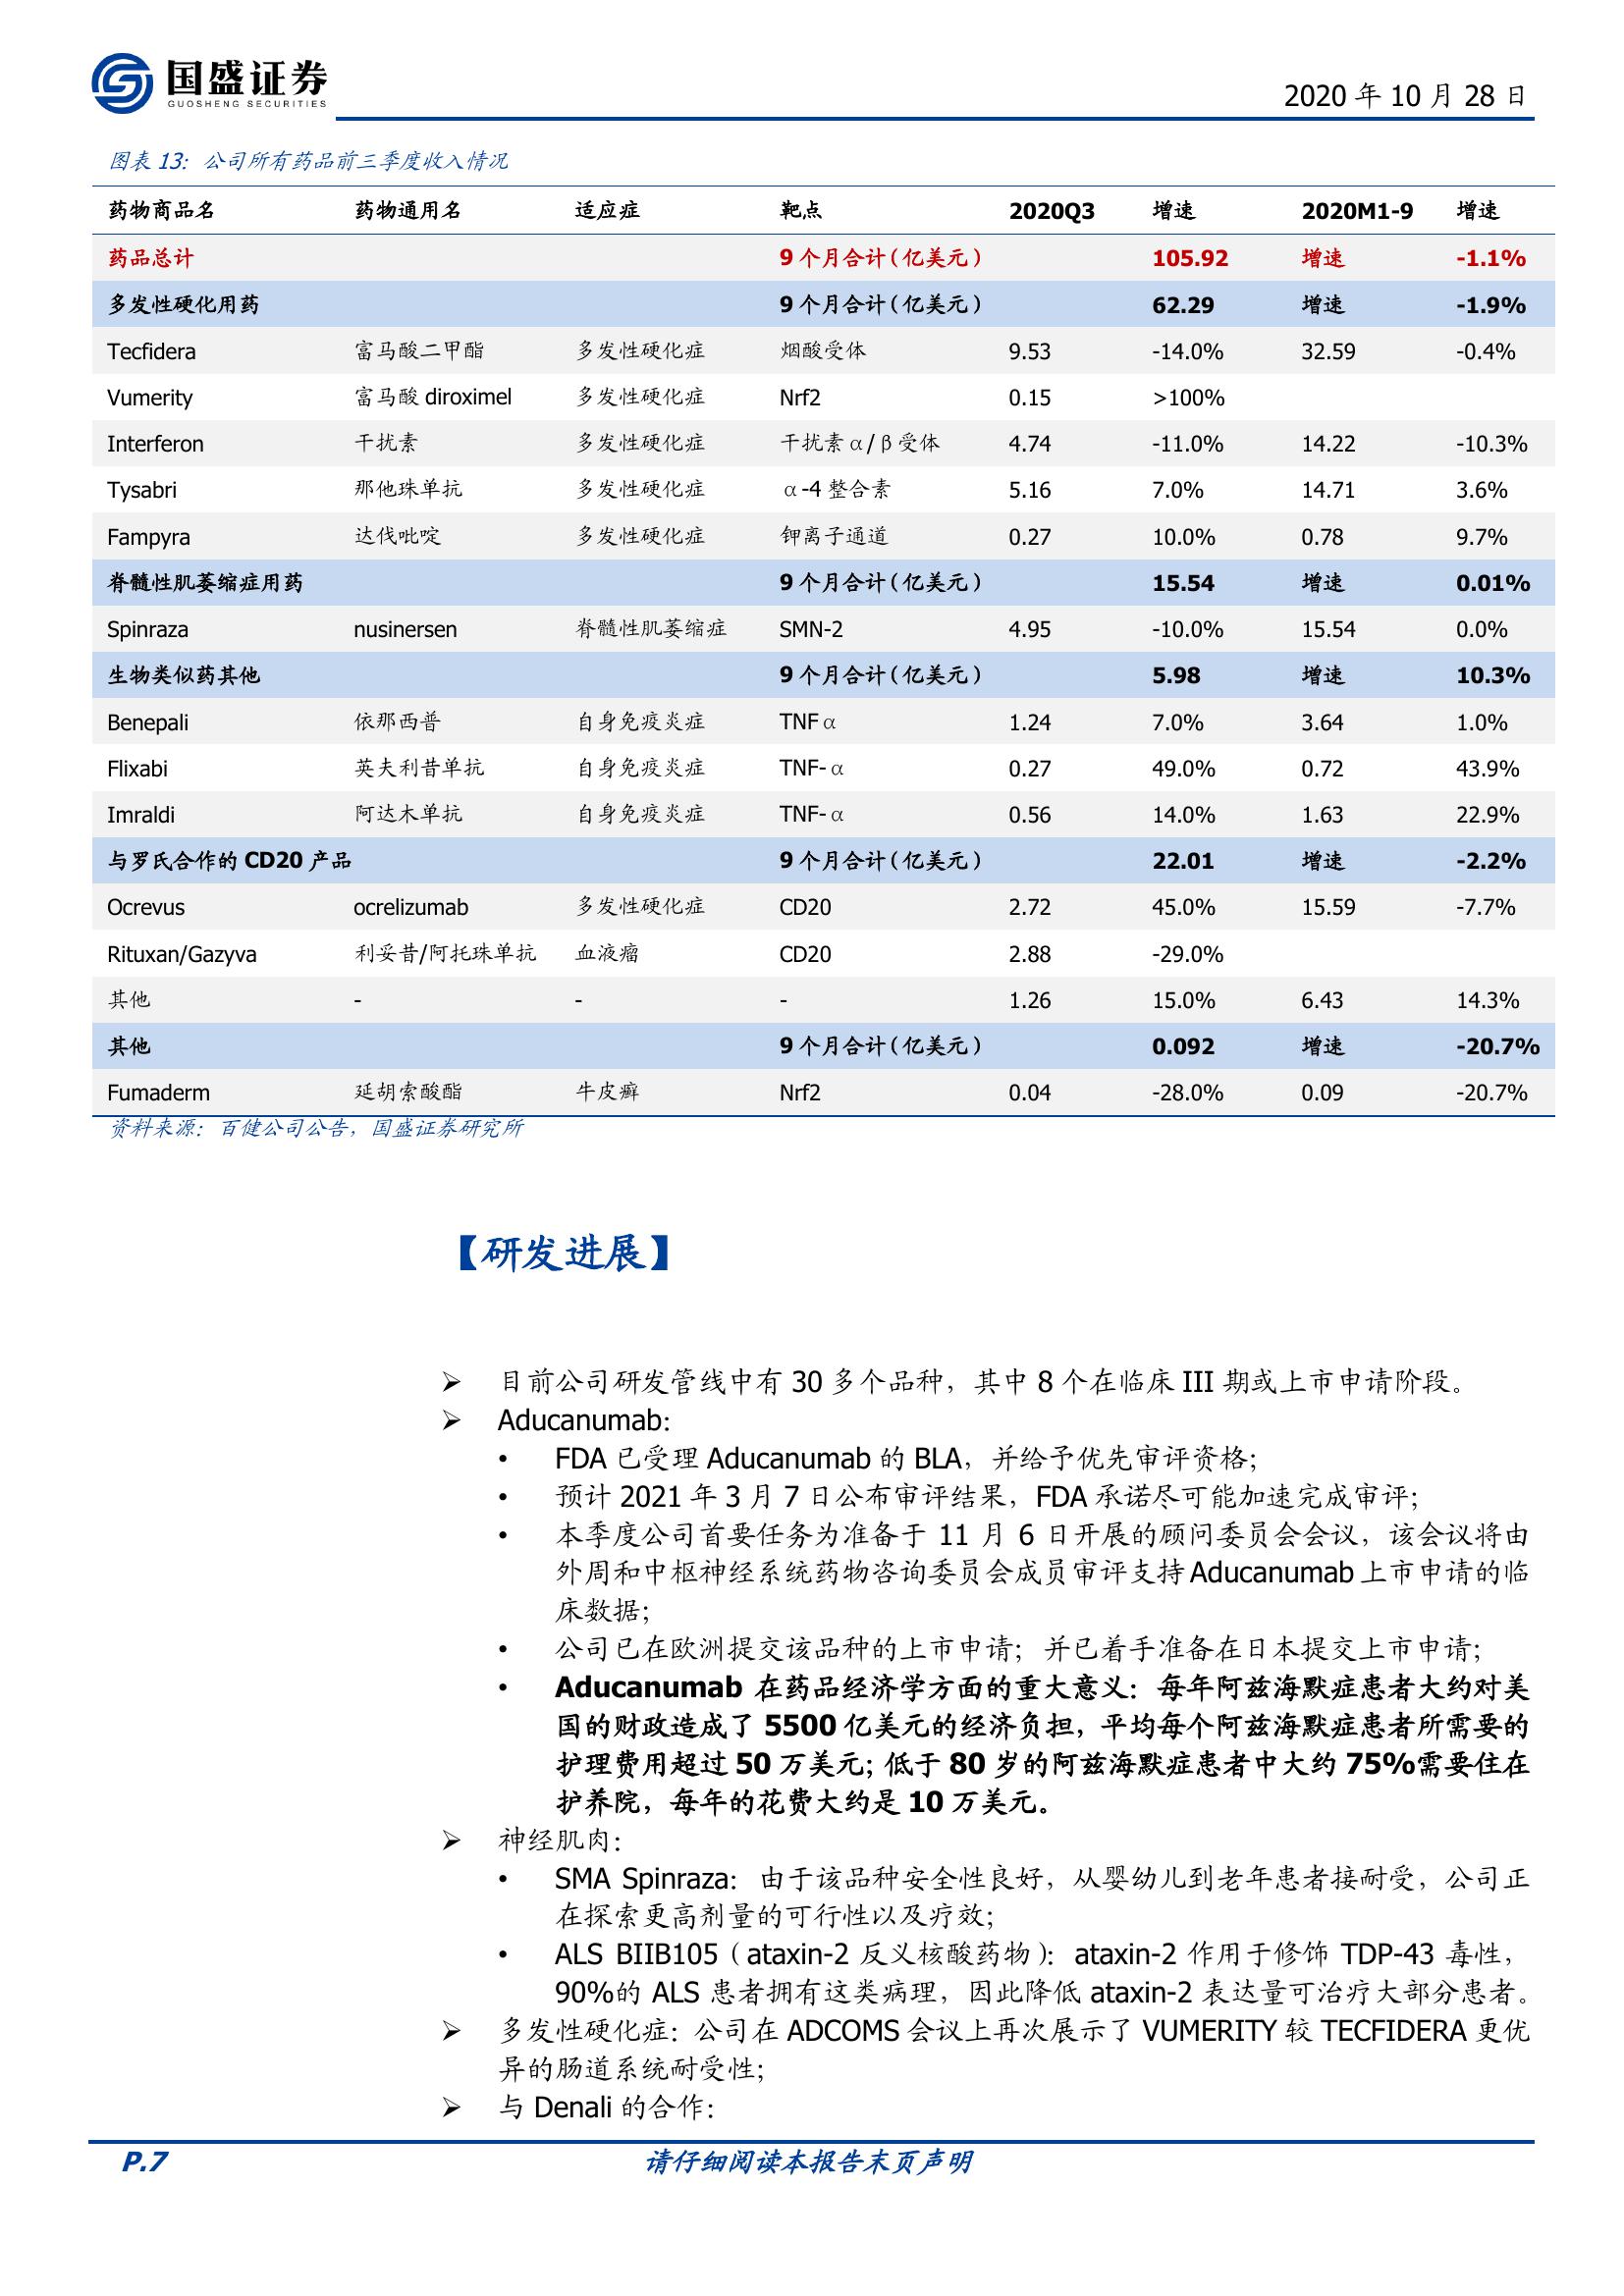 国盛证券
GUOSHENG SECURITIES
2020 年 10 月 28 日
图表 13：公司所有药品前三季度收入情况
药物商品名 药物通用名 适应症 靶点 2020Q3 增速 2020M1-9 增速
药品总计 9 个月合计（亿美元） 105.92 增速 -1.1%
多发性硬化用药 9 个月合计（亿美元） 62.29 增速 -1.9%
Tecfidera 富马酸二甲酯 多发性硬化症 烟酸受体 9.53 -14.0% 32.59 -0.4%
Vumerity 富马酸 diroximel 多发性硬化症 Nrf2 0.15 >100%
Interferon 干扰素 多发性硬化症 干扰素α/β受体 4.74 -11.0% 14.22 -10.3%
Tysabri 那他珠单抗 多发性硬化症 α-4 整合素 5.16 7.0% 14.71 3.6%
Fampyra 达伐吡啶 多发性硬化症 钾离子通道 0.27 10.0% 0.78 9.7%
脊髓性肌萎缩症用药 9 个月合计（亿美元） 15.54 增速 0.01%
Spinraza nusinersen 脊髓性肌萎缩症 SMN-2 4.95 -10.0% 15.54 0.0%
生物类似药其他 9 个月合计（亿美元） 5.98 增速 10.3%
Benepali 依那西普 自身免疫炎症 TNFα 1.24 7.0% 3.64 1.0%
Flixabi 英夫利昔单抗 自身免疫炎症 TNF-α 0.27 49.0% 0.72 43.9%
Imraldi 阿达木单抗 自身免疫炎症 TNF-α 0.56 14.0% 1.63 22.9%
与罗氏合作的 CD20 产品 9 个月合计（亿美元） 22.01 增速 -2.2%
Ocrevus ocrelizumab 多发性硬化症 CD20 2.72 45.0% 15.59 -7.7%
Rituxan/Gazyva 利妥昔/阿托珠单抗 血液瘤 CD20 2.88 -29.0%
其他 - - - 1.26 15.0% 6.43 14.3%
其他 9 个月合计（亿美元） 0.092 增速 -20.7%
Fumaderm 延胡索酸酯 牛皮癣 Nrf2 0.04 -28.0% 0.09 -20.7%
资料来源：百健公司公告，国盛证券研究所
【研发进展】
➢ 目前公司研发管线中有 30 多个品种，其中 8 个在临床 III 期或上市申请阶段。
➢ Aducanumab：
• FDA 已受理 Aducanumab 的 BLA，并给予优先审评资格；
• 预计 2021 年 3 月 7 日公布审评结果，FDA 承诺尽可能加速完成审评；
• 本季度公司首要任务为准备于 11 月 6 日开展的顾问委员会会议，该会议将由
外周和中枢神经系统药物咨询委员会成员审评支持 Aducanumab 上市申请的临
床数据；
• 公司已在欧洲提交该品种的上市申请；并已着手准备在日本提交上市申请；
• Aducanumab 在药品经济学方面的重大意义：每年阿兹海默症患者大约对美
国的财政造成了 5500 亿美元的经济负担，平均每个阿兹海默症患者所需要的
护理费用超过 50 万美元；低于 80 岁的阿兹海默症患者中大约 75%需要住在
护养院，每年的花费大约是 10 万美元。
➢ 神经肌肉：
• SMA Spinraza：由于该品种安全性良好，从婴幼儿到老年患者接耐受，公司正
在探索更高剂量的可行性以及疗效；
• ALS BIIB105（ataxin-2 反义核酸药物）：ataxin-2 作用于修饰 TDP-43 毒性，
90%的 ALS 患者拥有这类病理，因此降低 ataxin-2 表达量可治疗大部分患者。
➢ 多发性硬化症：公司在 ADCOMS 会议上再次展示了 VUMERITY 较 TECFIDERA 更优
异的肠道系统耐受性；
➢ 与 Denali 的合作：
P.7 请仔细阅读本报告末页声明